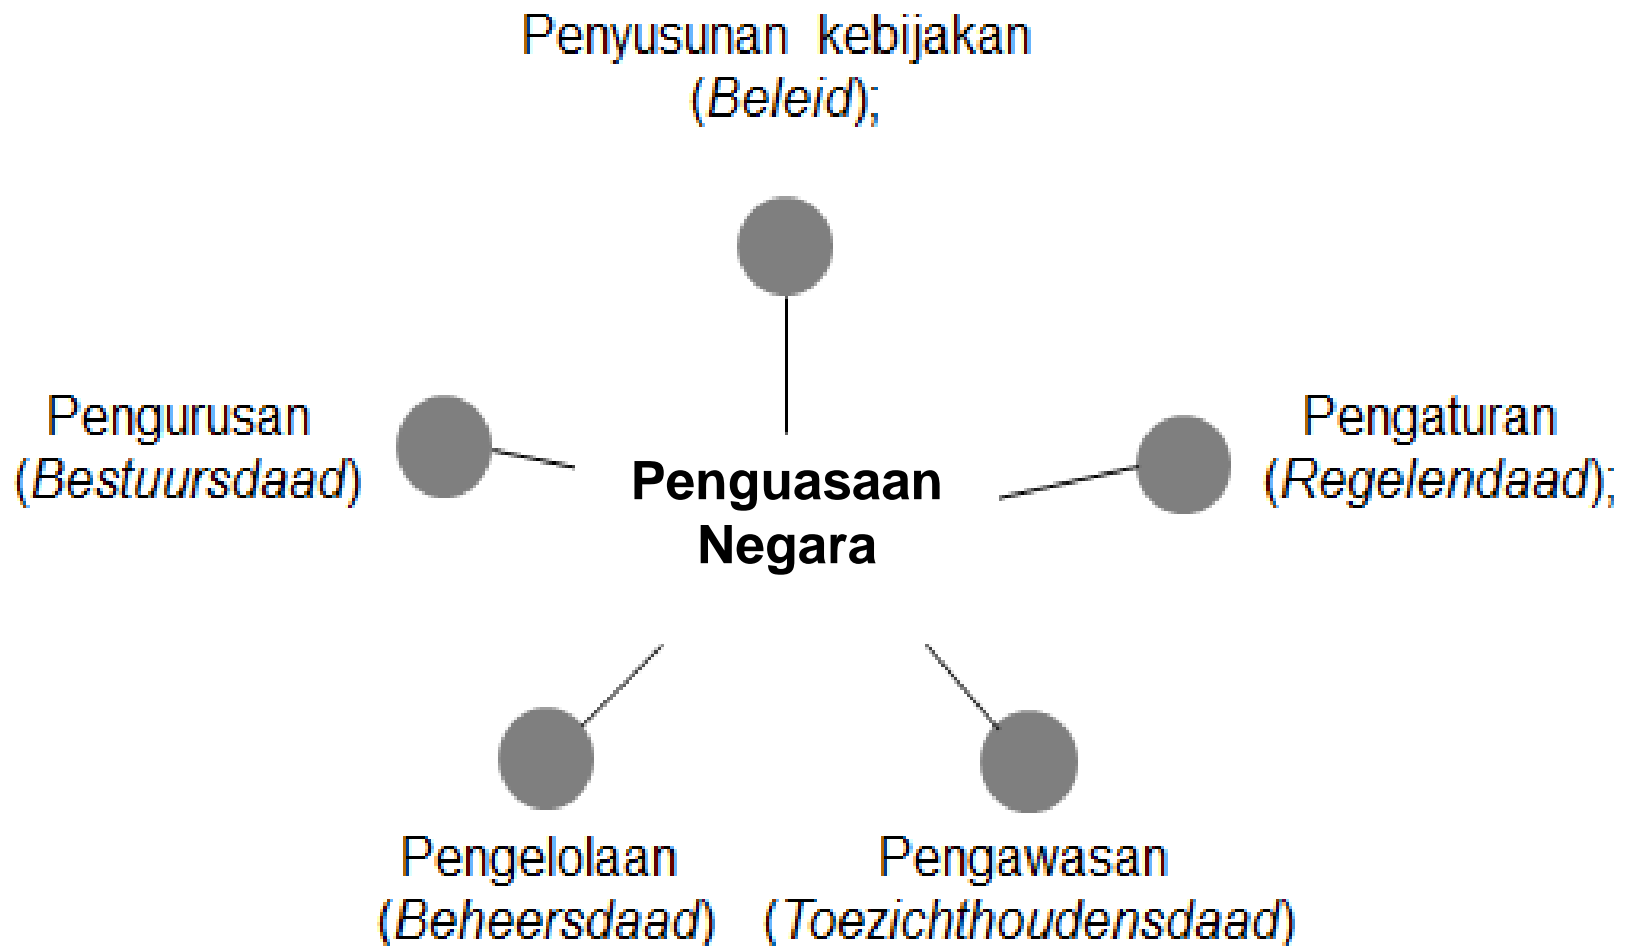 Penyusunan kebijakan
(Beleid);
Pengurusan
(Bestuursdaad)
Penguasaan
Negara
Pengaturan
(Regelendaad);
Pengelolaan
(Beheersdaad)
Pengawasan
(Toezichthoudensdaad)